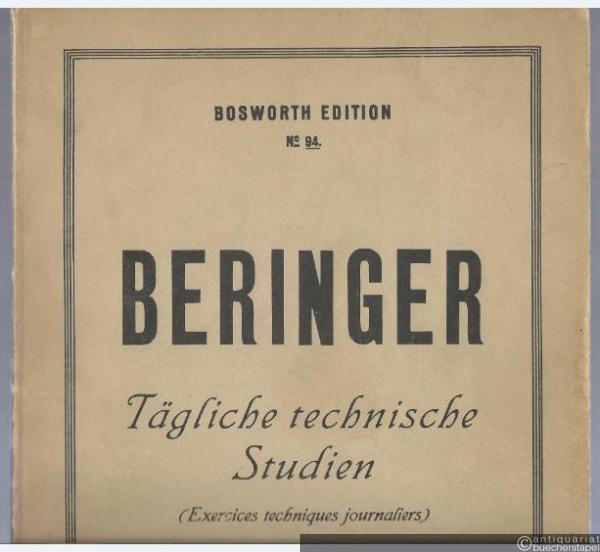 BOSWORTH EDITION
Nº 94.
BERINGER
Tägliche technische
Studien
(Exercices techniques journaliers)
©antiquariat
buecherstapel